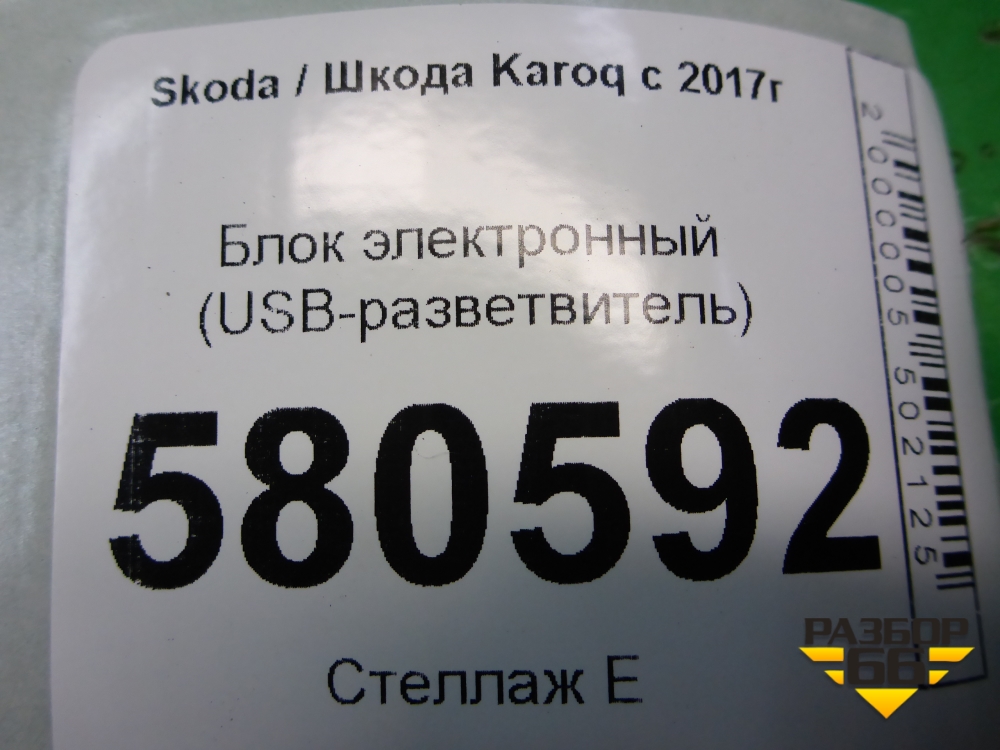 Skoda / Шкода Karoq с 2017г
Блок электронный
(USB-разветвитель)
580592
Стеллаж Е
2000005502125
РАЗБОР
66